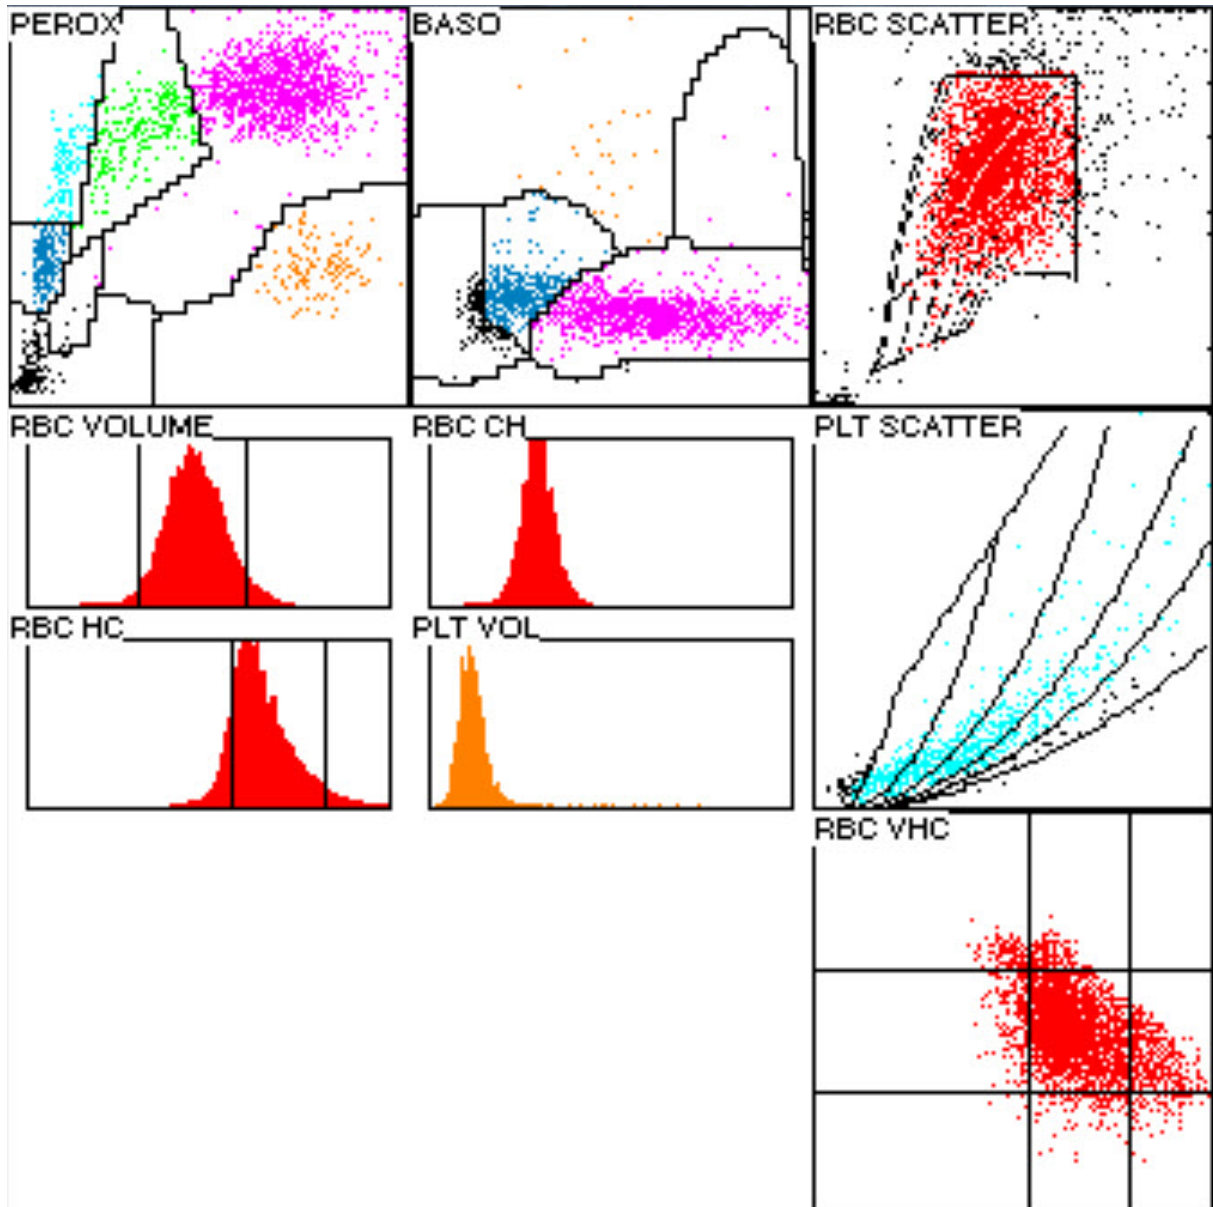 PEROX
BASO
RBC SCATTER
RBC VOLUME
RBC CH
PLT SCATTER
RBC HC
PLT VOL
RBC VHC